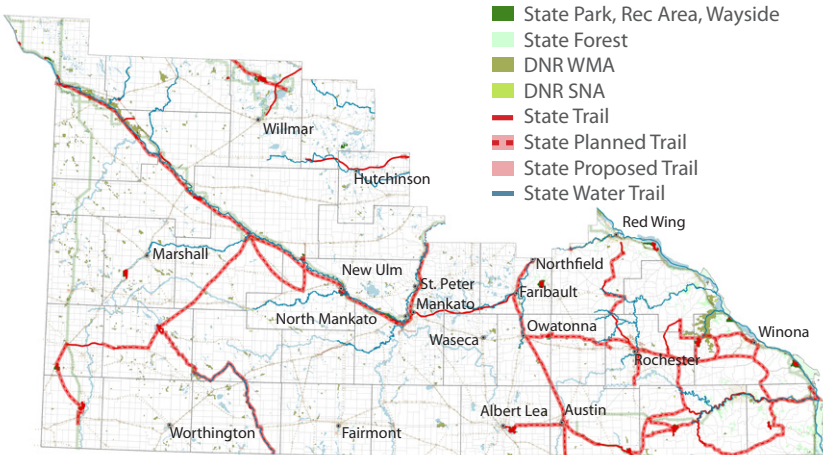 State Park, Rec Area, Wayside
State Forest
DNR WMA
DNR SNA
State Trail
State Planned Trail
State Proposed Trail
State Water Trail
Willmar
Hutchinson
Red Wing
Marshall
New Ulm
St. Peter
Northfield
Mankato
Faribault
North Mankato
Owatonna
Waseca
Winona
Rochester
Albert Lea
Austin
Worthington
Fairmont